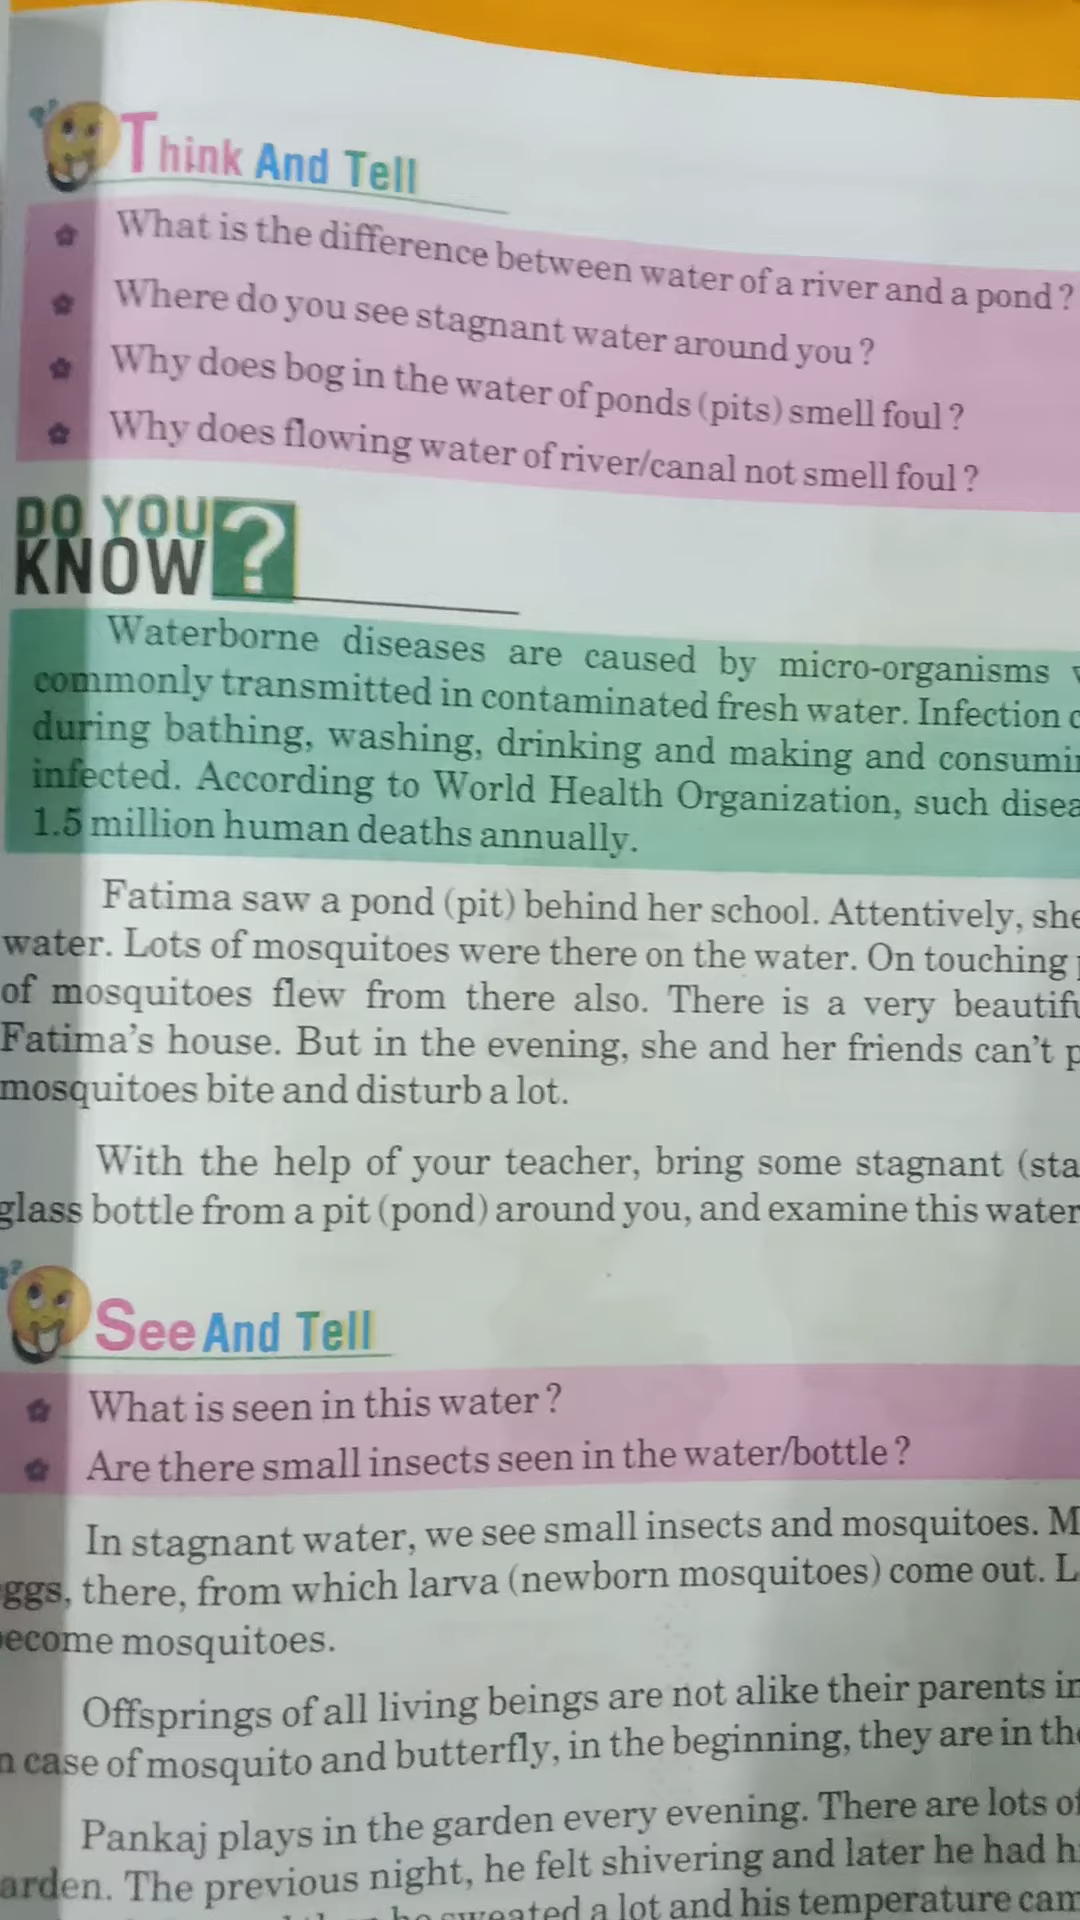 Think And Tell
What is the difference between water of a river and a pond ?
Where do you see stagnant water around you ?
Why does bog in the water of ponds (pits) smell foul ?
Why does flowing water of river/canal not smell foul ?
DO YOU
KNOW ?
Waterborne diseases are caused by micro-organisms
commonly transmitted in contaminated fresh water. Infection
during bathing, washing, drinking and making and
infected. According to World Health Organization, such
1.5 million human deaths annually.
Fatima saw a pond (pit) behind her school. Attentively, she
water. Lots of mosquitoes were there on the water. On touching
of mosquitoes flew from there also. There is a very
Fatima's house. But in the evening, she and her friends can't
mosquitoes bite and disturb a lot.
With the help of your teacher, bring some stagnant
glass bottle from a pit (pond) around you, and examine this water
See And Tell
What is seen in this water ?
Are there small insects seen in the water/bottle ?
In stagnant water, we see small insects and mosquitoes.
ggs, there, from which larva (newborn mosquitoes) come out.
ecome mosquitoes.
Offsprings of all living beings are not alike their parents
case of mosquito and butterfly, in the beginning, they are in
Pankaj plays in the garden every evening. There are lots of
arden. The previous night, he felt shivering and later he had
sweated a lot and his temperature